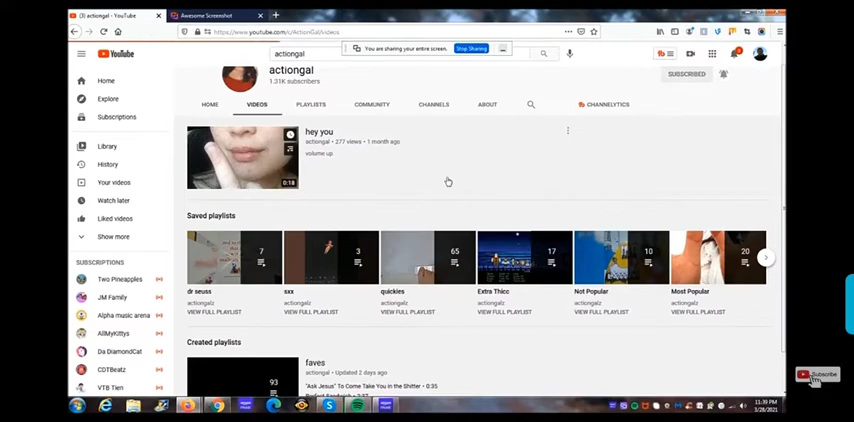 (3) actiongal - YouTube
Awesome Screenshot
https://www.youtube.com/c/ActionGal/videos
YouTube
actiongal
You are sharing your entire screen.
Stop Sharing
actiongal
1.31K subscribers
SUBSCRIBED
HOME
VIDEOS
PLAYLISTS
COMMUNITY
CHANNELS
ABOUT
CHANNELYTICS
Home
Explore
Subscriptions
Library
History
Your videos
Watch later
Liked videos
Show more
SUBSCRIPTIONS
Two Pineapples
JM Family
Alpha music arena
AllMyKittys
Da DiamondCat
CDTBeatz
VTB Tien
hey you
actiongal • 277 views • 1 month ago
volume up
0:18
Saved playlists
7
3
65
17
10
20
dr seuss
sxx
quickies
Extra Thicc
Not Popular
Most Popular
actiongalz
actiongalz
actiongalz
actiongalz
actiongalz
actiongalz
VIEW FULL PLAYLIST
VIEW FULL PLAYLIST
VIEW FULL PLAYLIST
VIEW FULL PLAYLIST
VIEW FULL PLAYLIST
VIEW FULL PLAYLIST
Created playlists
93
faves
actiongal • Updated 2 days ago
"Ask Jesus" To Come Take You in the Shitter • 0:35
Subscribe
11:39 PM
3/28/2021